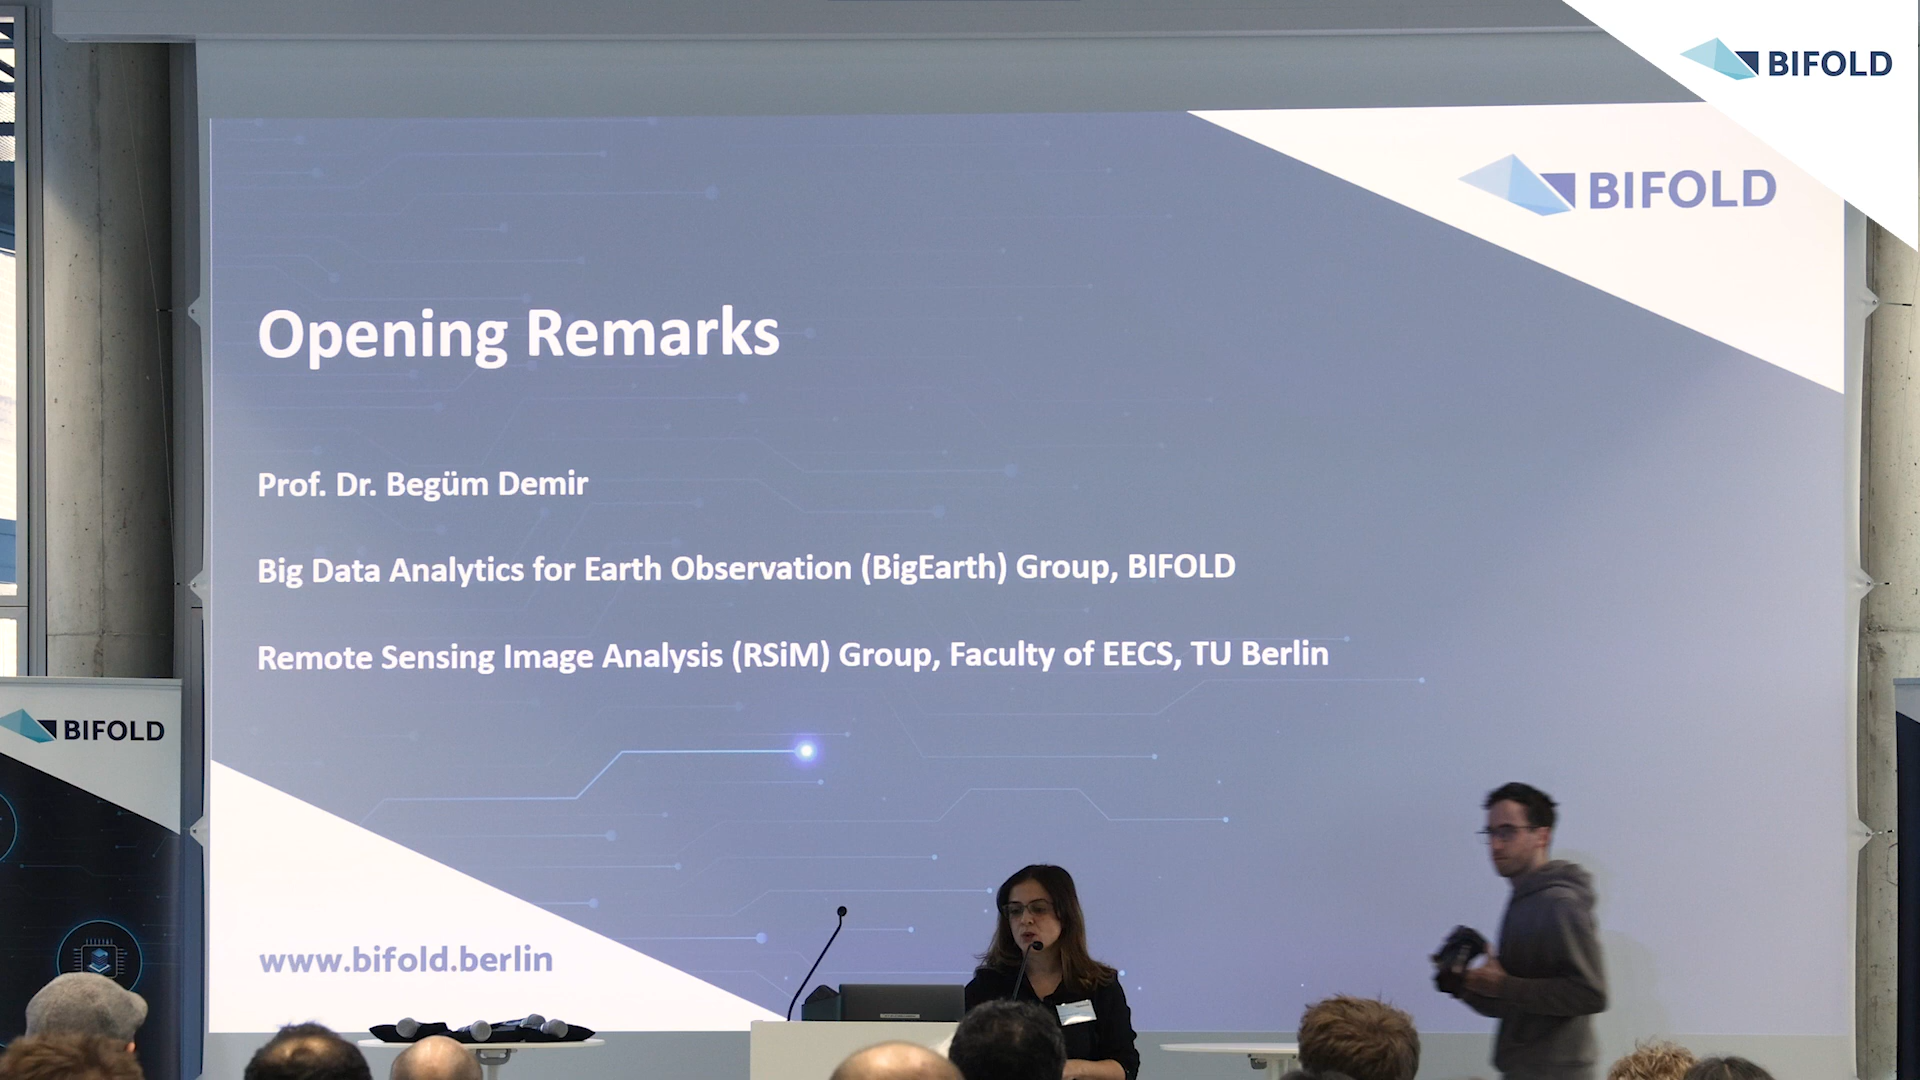 BIFOLD
BIFOLD
Opening Remarks
Prof. Dr. Begüm Demir
Big Data Analytics for Earth Observation (BigEarth) Group, BIFOLD
Remote Sensing Image Analysis (RSiM) Group, Faculty of EECS, TU Berlin
BIFOLD
www.bifold.berlin